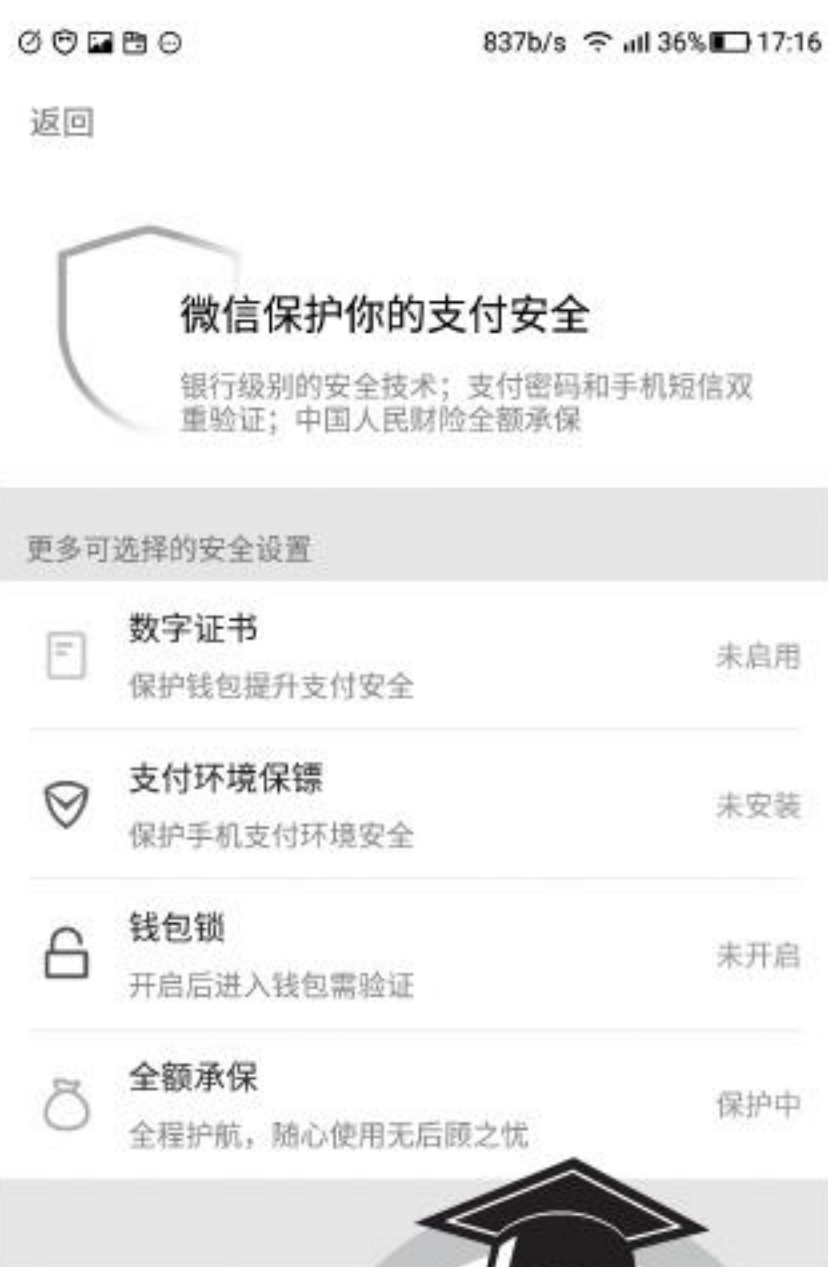 837b/s 36% 17:16
返回
微信保护你的支付安全
银行级别的安全技术；支付密码和手机短信双
重验证；中国人民财险全额承保
更多可选择的安全设置
数字证书
保护钱包提升支付安全
未启用
支付环境保镖
保护手机支付环境安全
未安装
钱包锁
开启后进入钱包需验证
未开启
全额承保
全程护航，随心使用无后顾之忧
保护中